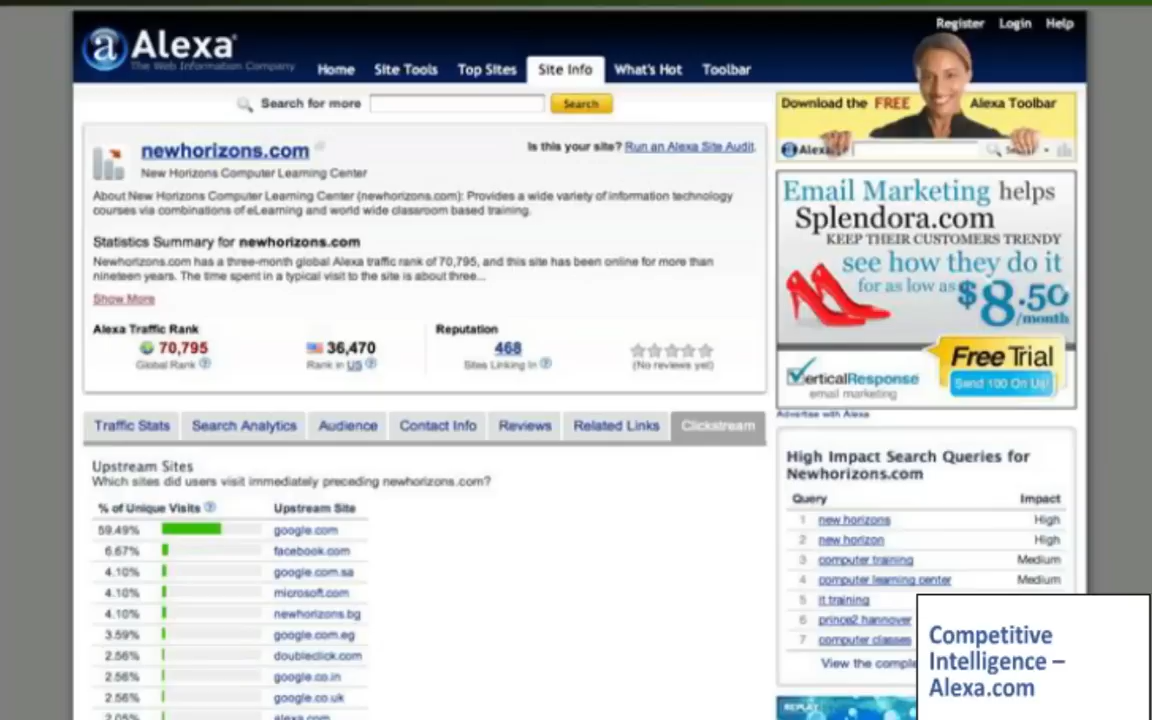 Register Login Help
Alexa
The Web Information Company
Home Site Tools Top Sites Site Info What's Hot Toolbar
Search for more Search
Download the FREE Alexa Toolbar
Alexa
newhorizons.com
Is this your site? Run an Alexa Site Audit.
New Horizons Computer Learning Center
About New Horizons Computer Learning Center (newhorizons.com): Provides a wide variety of information technology
courses via combinations of eLearning and world wide classroom based training.
Statistics Summary for newhorizons.com
Newhorizons.com has a three-month global Alexa traffic rank of 70,795, and this site has been online for more than
nineteen years. The time spent in a typical visit to the site is about three...
Show More
Alexa Traffic Rank Reputation
70,795 36,470 468
Global Rank ? Rank in US ? Sites Linking In ? (No reviews yet)
Email Marketing helps
Splendora.com
KEEP THEIR CUSTOMERS TRENDY
see how they do it
for as low as $8.50
/month
Free Trial
Send 100 On Us!
VerticalResponse
email marketing
Advertise with Alexa
Traffic Stats Search Analytics Audience Contact Info Reviews Related Links Clickstream
Upstream Sites
Which sites did users visit immediately preceding newhorizons.com?
% of Unique Visits ? Upstream Site
59.49% google.com
6.67% facebook.com
4.10% google.com.sa
4.10% microsoft.com
4.10% newhorizons.bg
3.59% google.com.eg
2.56% doubleclick.com
2.56% google.co.in
2.56% google.co.uk
2.05% alexa.com
High Impact Search Queries for
Newhorizons.com
Query Impact
1 new horizons High
2 new horizon High
3 computer training Medium
4 computer learning center Medium
5 it training
6 prince2 hannover
7 computer classes
View the comple
REPLAY
Competitive
Intelligence –
Alexa.com